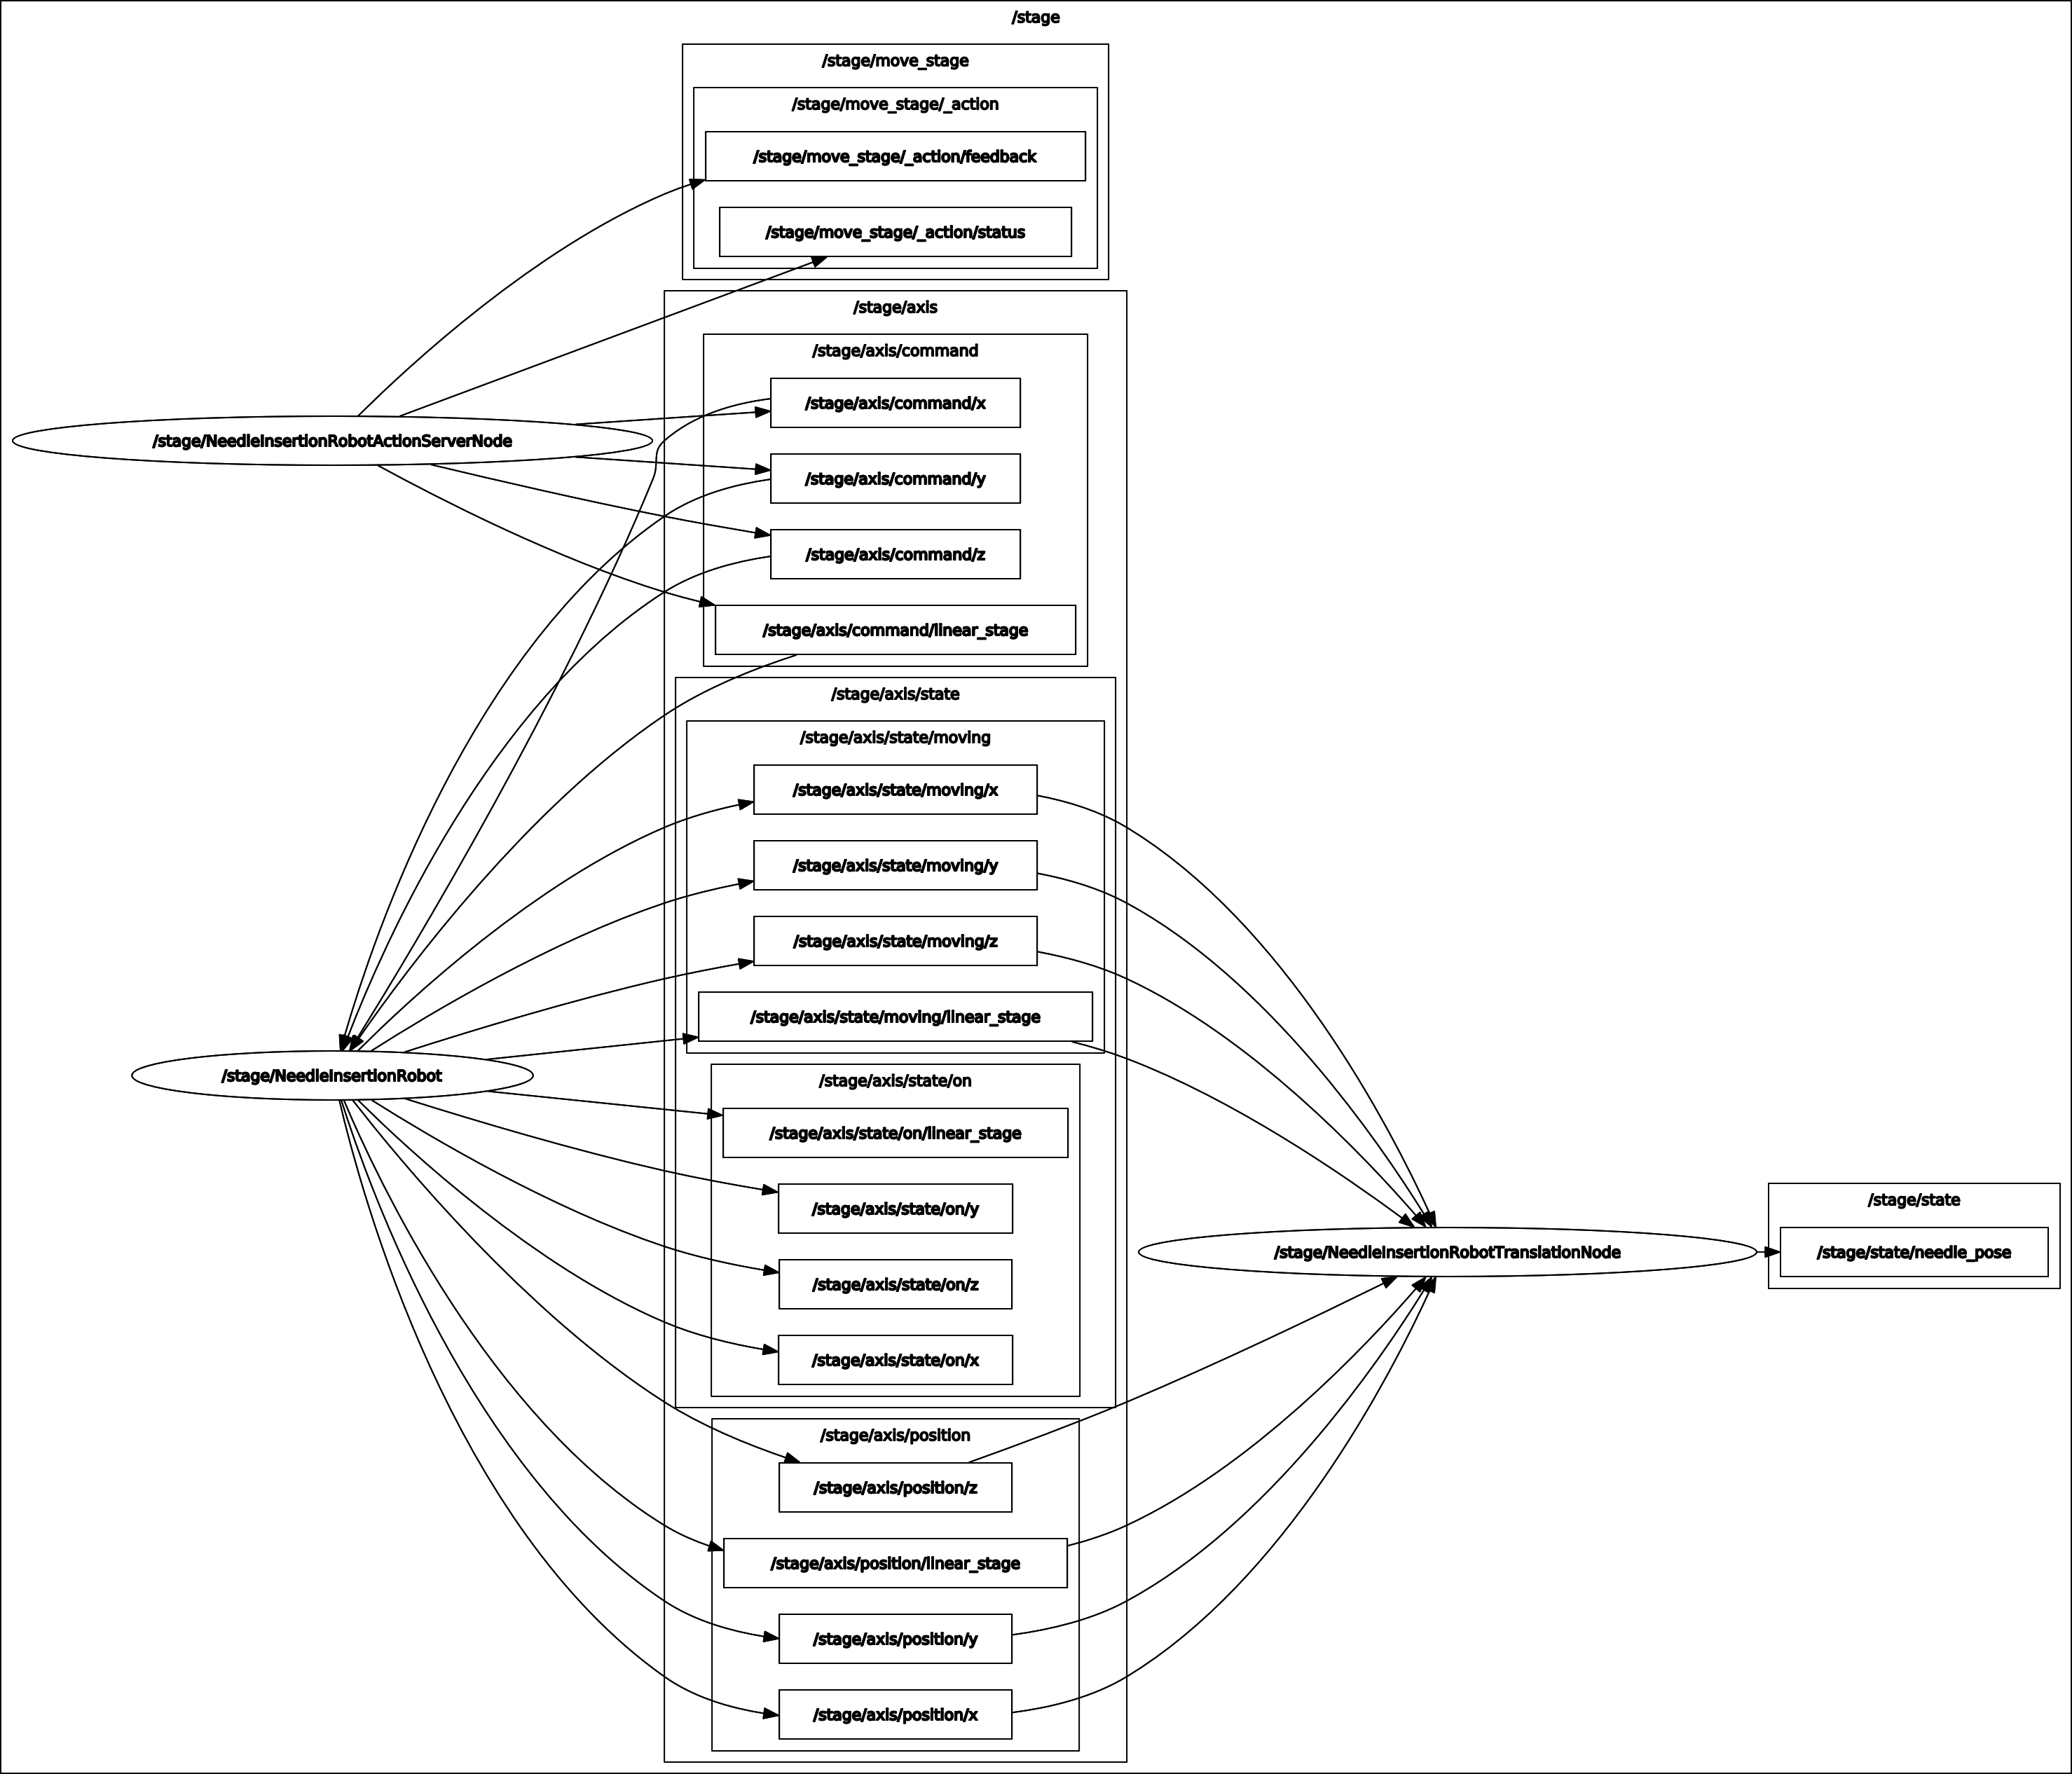 /stage
/stage/move_stage
/stage/move_stage/_action
/stage/move_stage/_action/feedback
/stage/move_stage/_action/status
/stage/axis
/stage/axis/command
/stage/axis/command/x
/stage/NeedleInsertionRobotActionServerNode
/stage/axis/command/y
/stage/axis/command/z
/stage/axis/command/linear_stage
/stage/axis/state
/stage/axis/state/moving
/stage/axis/state/moving/x
/stage/axis/state/moving/y
/stage/axis/state/moving/z
/stage/axis/state/moving/linear_stage
/stage/NeedleInsertionRobot
/stage/axis/state/on
/stage/axis/state/on/linear_stage
/stage/axis/state/on/y
/stage/axis/state/on/z
/stage/axis/state/on/x
/stage/NeedleInsertionRobotTranslationNode
/stage/state
/stage/state/needle_pose
/stage/axis/position
/stage/axis/position/z
/stage/axis/position/linear_stage
/stage/axis/position/y
/stage/axis/position/x